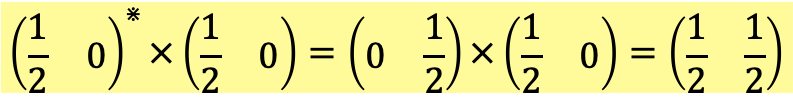 (1/2 0)^※ × (1/2 0) = (0 1/2) × (1/2 0) = (1/2 1/2)